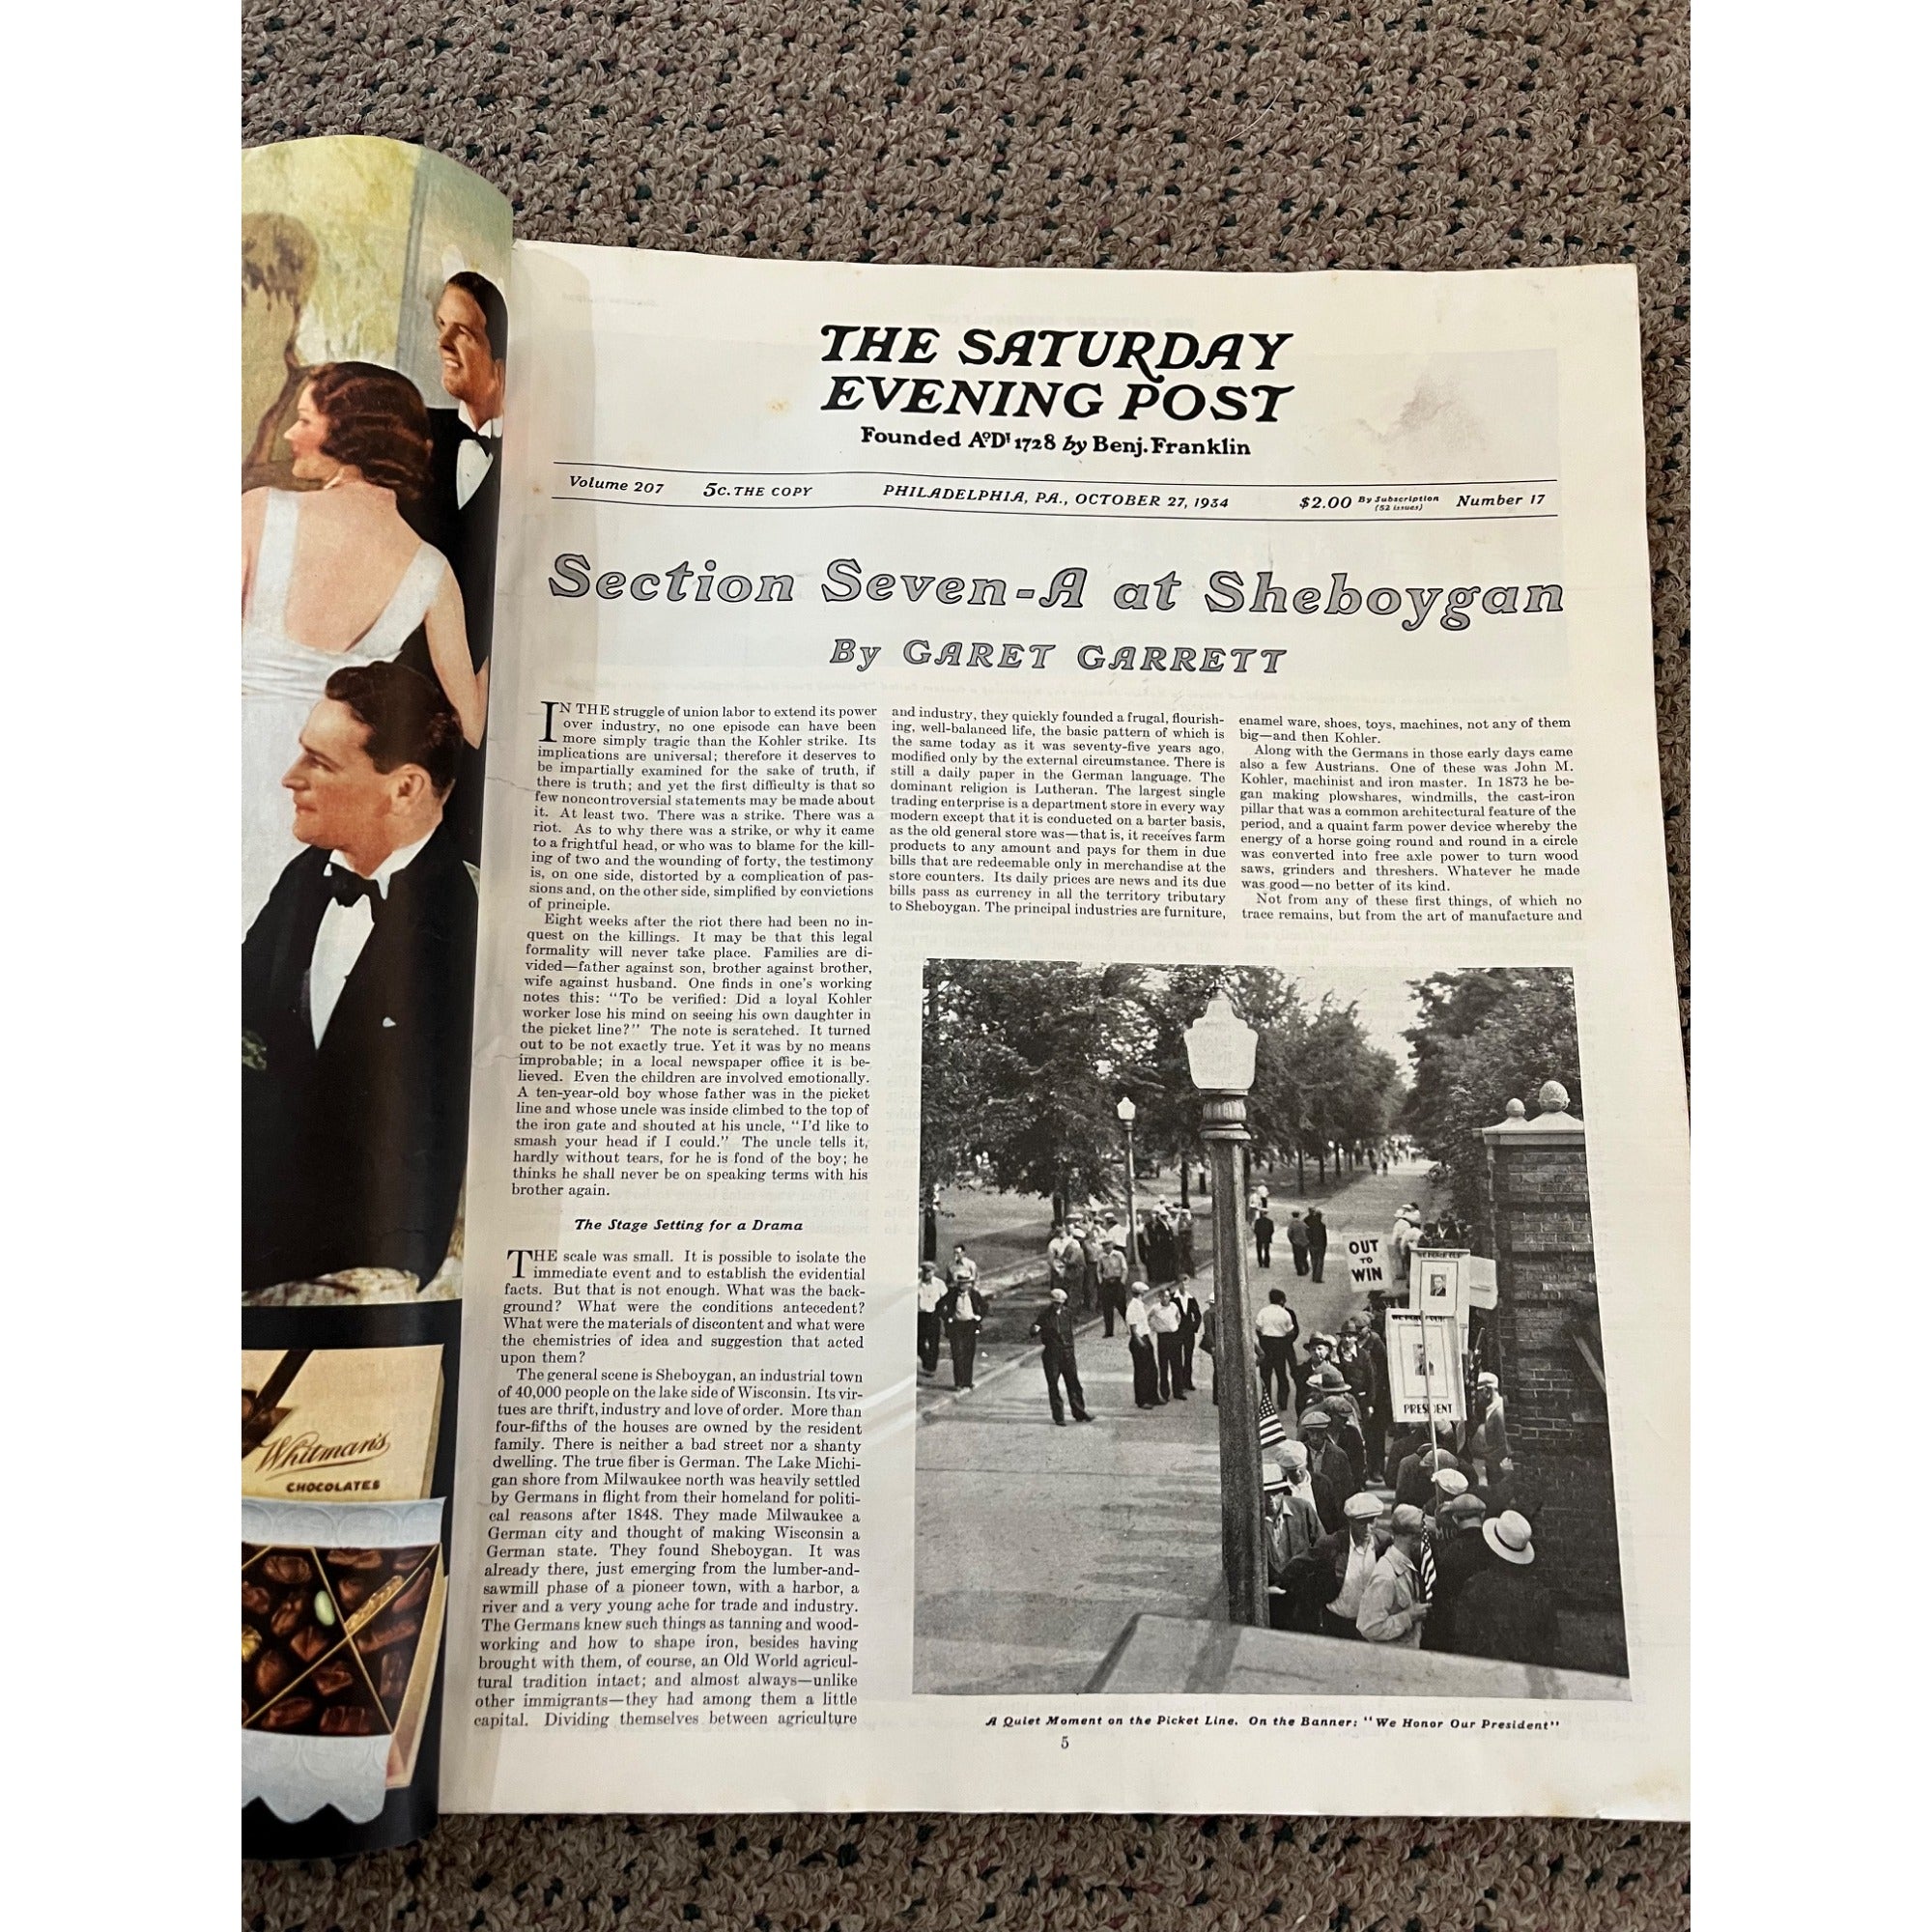 THE SATURDAY
EVENING POST
Founded A⁰Dⁱ 1728 by Benj. Franklin
Volume 207 5c. THE COPY PHILADELPHIA, PA., OCTOBER 27, 1934 $2.00 By Subscription (52 issues) Number 17
Section Seven-A at Sheboygan
By GARET GARRETT
IN THE struggle of union labor to extend its power
over industry, no one episode can have been
more simply tragic than the Kohler strike. Its
implications are universal; therefore it deserves to
be impartially examined for the sake of truth, if
there is truth; and yet the first difficulty is that so
few noncontroversial statements may be made about
it. At least two. There was a strike. There was a
riot. As to why there was a strike, or why it came
to a frightful head, or who was to blame for the kill-
ing of two and the wounding of forty, the testimony
is, on one side, distorted by a complication of pas-
sions and, on the other side, simplified by convictions
of principle.
Eight weeks after the riot there had been no in-
quest on the killings. It may be that this legal
formality will never take place. Families are di-
vided—father against son, brother against brother,
wife against husband. One finds in one's working
notes this: "To be verified: Did a loyal Kohler
worker lose his mind on seeing his own daughter in
the picket line?" The note is scratched. It turned
out to be not exactly true. Yet it was by no means
improbable; in a local newspaper office it is be-
lieved. Even the children are involved emotionally.
A ten-year-old boy whose father was in the picket
line and whose uncle was inside climbed to the top of
the iron gate and shouted at his uncle, "I'd like to
smash your head if I could." The uncle tells it,
hardly without tears, for he is fond of the boy; he
thinks he shall never be on speaking terms with his
brother again.
The Stage Setting for a Drama
THE scale was small. It is possible to isolate the
immediate event and to establish the evidential
facts. But that is not enough. What was the back-
ground? What were the conditions antecedent?
What were the materials of discontent and what were
the chemistries of idea and suggestion that acted
upon them?
The general scene is Sheboygan, an industrial town
of 40,000 people on the lake side of Wisconsin. Its vir-
tues are thrift, industry and love of order. More than
four-fifths of the houses are owned by the resident
family. There is neither a bad street nor a shanty
dwelling. The true fiber is German. The Lake Michi-
gan shore from Milwaukee north was heavily settled
by Germans in flight from their homeland for politi-
cal reasons after 1848. They made Milwaukee a
German city and thought of making Wisconsin a
German state. They found Sheboygan. It was
already there, just emerging from the lumber-and-
sawmill phase of a pioneer town, with a harbor, a
river and a very young ache for trade and industry.
The Germans knew such things as tanning and wood-
working and how to shape iron, besides having
brought with them, of course, an Old World agricul-
tural tradition intact; and almost always—unlike
other immigrants—they had among them a little
capital. Dividing themselves between agriculture
and industry, they quickly founded a frugal, flourish-
ing, well-balanced life, the basic pattern of which is
the same today as it was seventy-five years ago,
modified only by the external circumstance. There is
still a daily paper in the German language. The
dominant religion is Lutheran. The largest single
trading enterprise is a department store in every way
modern except that it is conducted on a barter basis,
as the old general store was—that is, it receives farm
products to any amount and pays for them in due
bills that are redeemable only in merchandise at the
store counters. Its daily prices are news and its due
bills pass as currency in all the territory tributary
to Sheboygan. The principal industries are furniture,
enamel ware, shoes, toys, machines, not any of them
big—and then Kohler.
Along with the Germans in those early days came
also a few Austrians. One of these was John M.
Kohler, machinist and iron master. In 1873 he be-
gan making plowshares, windmills, the cast-iron
pillar that was a common architectural feature of the
period, and a quaint farm power device whereby the
energy of a horse going round and round in a circle
was converted into free axle power to turn wood
saws, grinders and threshers. Whatever he made
was good—no better of its kind.
Not from any of these first things, of which no
trace remains, but from the art of manufacture and
OUT
TO
WIN
PRESIDENT
A Quiet Moment on the Picket Line. On the Banner: "We Honor Our President"
5
Whitman's
CHOCOLATES